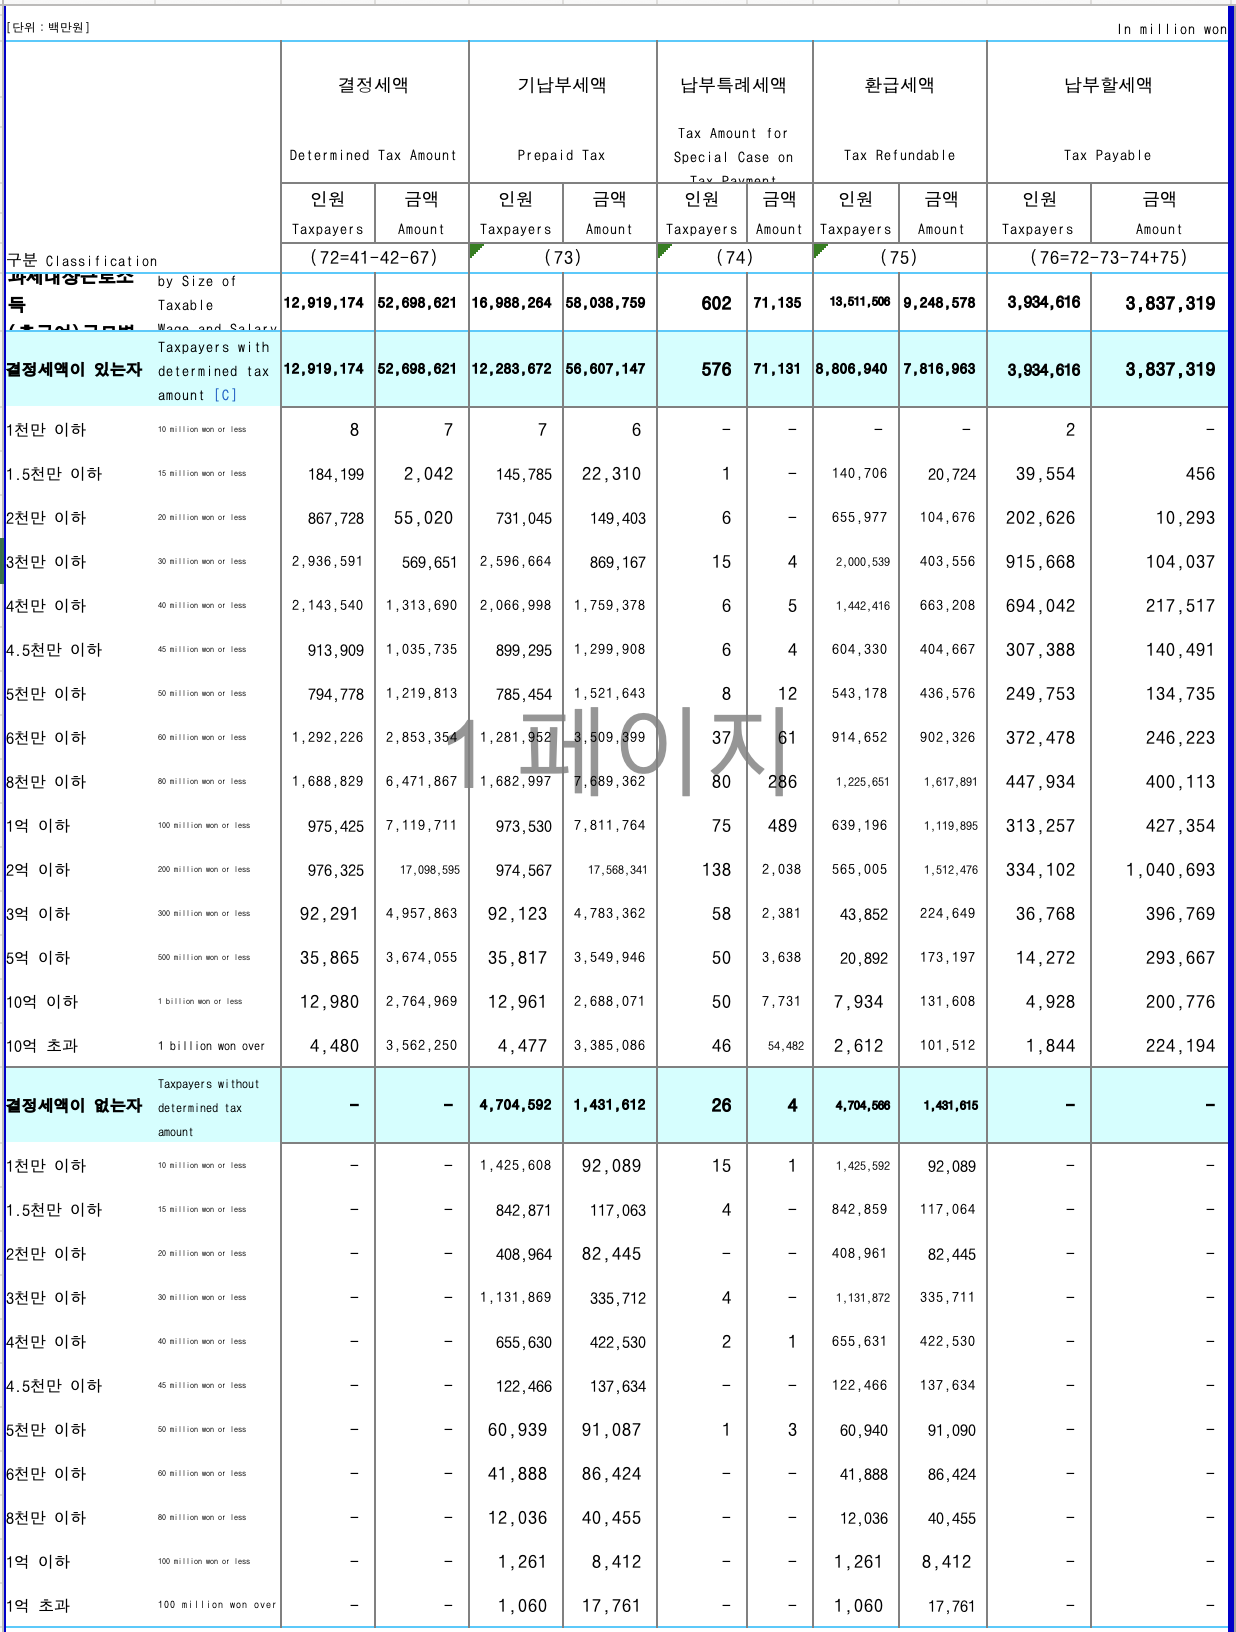 [단위 : 백만원] In million won
결정세액 기납부세액 납부특례세액 환급세액 납부할세액
Determined Tax Amount Prepaid Tax Tax Amount for Special Case on Tax Payment Tax Refundable Tax Payable
인원 금액 인원 금액 인원 금액 인원 금액 인원 금액
Taxpayers Amount Taxpayers Amount Taxpayers Amount Taxpayers Amount Taxpayers Amount
구분 Classification (72=41-42-67) (73) (74) (75) (76=72-73-74+75)
과세대상근로소득 (총급여)규모별 by Size of Taxable Wage and Salary 12,919,174 52,698,621 16,988,264 58,038,759 602 71,135 13,511,506 9,248,578 3,934,616 3,837,319
결정세액이 있는자 Taxpayers with determined tax amount [C] 12,919,174 52,698,621 12,283,672 56,607,147 576 71,131 8,806,940 7,816,963 3,934,616 3,837,319
1천만 이하 10 million won or less 8 7 7 6 - - - - 2 -
1.5천만 이하 15 million won or less 184,199 2,042 145,785 22,310 1 - 140,706 20,724 39,554 456
2천만 이하 20 million won or less 867,728 55,020 731,045 149,403 6 - 655,977 104,676 202,626 10,293
3천만 이하 30 million won or less 2,936,591 569,651 2,596,664 869,167 15 4 2,000,539 403,556 915,668 104,037
4천만 이하 40 million won or less 2,143,540 1,313,690 2,066,998 1,759,378 6 5 1,442,416 663,208 694,042 217,517
4.5천만 이하 45 million won or less 913,909 1,035,735 899,295 1,299,908 6 4 604,330 404,667 307,388 140,491
5천만 이하 50 million won or less 794,778 1,219,813 785,454 1,521,643 8 12 543,178 436,576 249,753 134,735
6천만 이하 60 million won or less 1,292,226 2,853,354 1,281,952 3,509,399 37 61 914,652 902,326 372,478 246,223
1 페이지
8천만 이하 80 million won or less 1,688,829 6,471,867 1,682,997 7,689,362 80 286 1,225,651 1,617,891 447,934 400,113
1억 이하 100 million won or less 975,425 7,119,711 973,530 7,811,764 75 489 639,196 1,119,895 313,257 427,354
2억 이하 200 million won or less 976,325 17,098,595 974,567 17,568,341 138 2,038 565,005 1,512,476 334,102 1,040,693
3억 이하 300 million won or less 92,291 4,957,863 92,123 4,783,362 58 2,381 43,852 224,649 36,768 396,769
5억 이하 500 million won or less 35,865 3,674,055 35,817 3,549,946 50 3,638 20,892 173,197 14,272 293,667
10억 이하 1 billion won or less 12,980 2,764,969 12,961 2,688,071 50 7,731 7,934 131,608 4,928 200,776
10억 초과 1 billion won over 4,480 3,562,250 4,477 3,385,086 46 54,482 2,612 101,512 1,844 224,194
결정세액이 없는자 Taxpayers without determined tax amount - - 4,704,592 1,431,612 26 4 4,704,566 1,431,615 - -
1천만 이하 10 million won or less - - 1,425,608 92,089 15 1 1,425,592 92,089 - -
1.5천만 이하 15 million won or less - - 842,871 117,063 4 - 842,859 117,064 - -
2천만 이하 20 million won or less - - 408,964 82,445 - - 408,961 82,445 - -
3천만 이하 30 million won or less - - 1,131,869 335,712 4 - 1,131,872 335,711 - -
4천만 이하 40 million won or less - - 655,630 422,530 2 1 655,631 422,530 - -
4.5천만 이하 45 million won or less - - 122,466 137,634 - - 122,466 137,634 - -
5천만 이하 50 million won or less - - 60,939 91,087 1 3 60,940 91,090 - -
6천만 이하 60 million won or less - - 41,888 86,424 - - 41,888 86,424 - -
8천만 이하 80 million won or less - - 12,036 40,455 - - 12,036 40,455 - -
1억 이하 100 million won or less - - 1,261 8,412 - - 1,261 8,412 - -
1억 초과 100 million won over - - 1,060 17,761 - - 1,060 17,761 - -